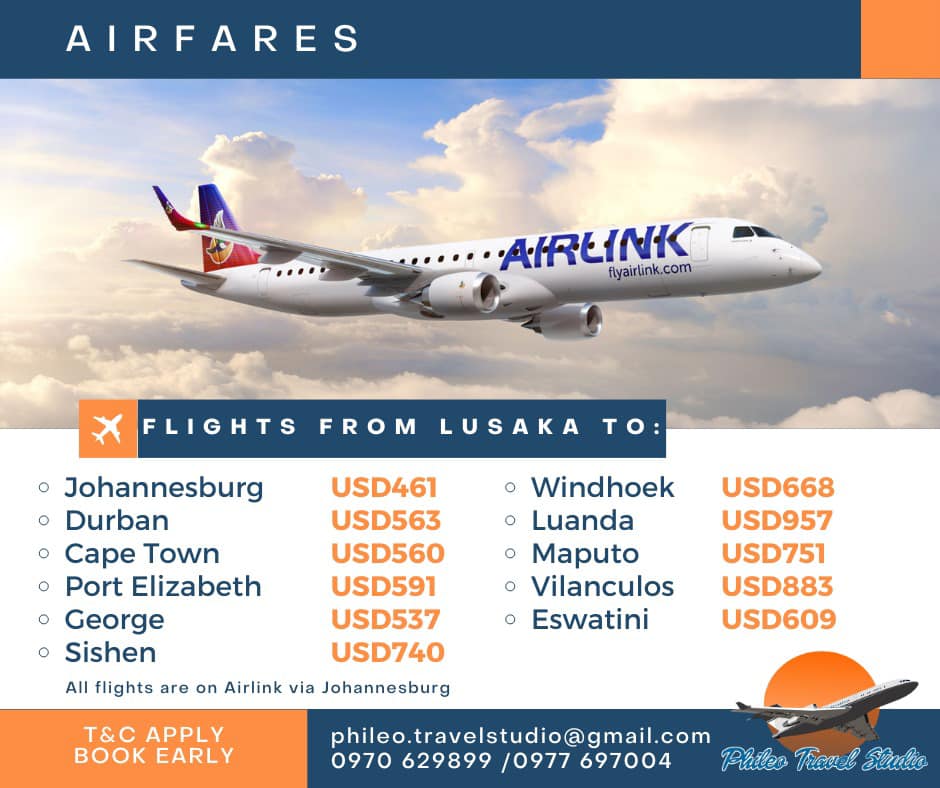 AIRFARES
AIRLINK
flyairlink.com
FLIGHTS FROM LUSAKA TO:
Johannesburg USD461
Durban USD563
Cape Town USD560
Port Elizabeth USD591
George USD537
Sishen USD740
Windhoek USD668
Luanda USD957
Maputo USD751
Vilanculos USD883
Eswatini USD609
All flights are on Airlink via Johannesburg
T&C APPLY
BOOK EARLY
phileo.travelstudio@gmail.com
0970 629899 /0977 697004
Phileo Travel Studio